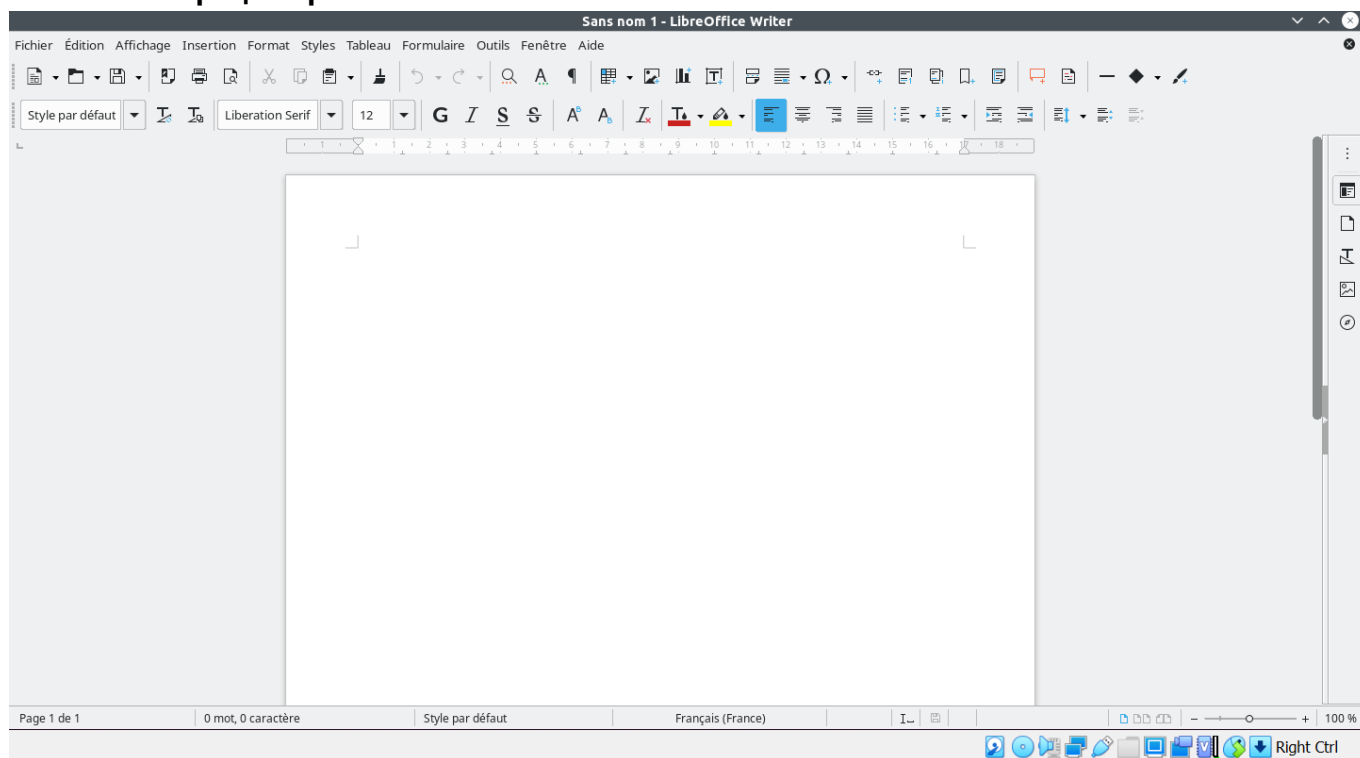 Sans nom 1 - LibreOffice Writer
Fichier Édition Affichage Insertion Format Styles Tableau Formulaire Outils Fenêtre Aide
Style par défaut Liberation Serif 12 G I S S
1 1 2 3 4 5 6 7 8 9 10 11 12 13 14 15 16 17 18
Page 1 de 1 0 mot, 0 caractère Style par défaut Français (France) 100 %
Right Ctrl